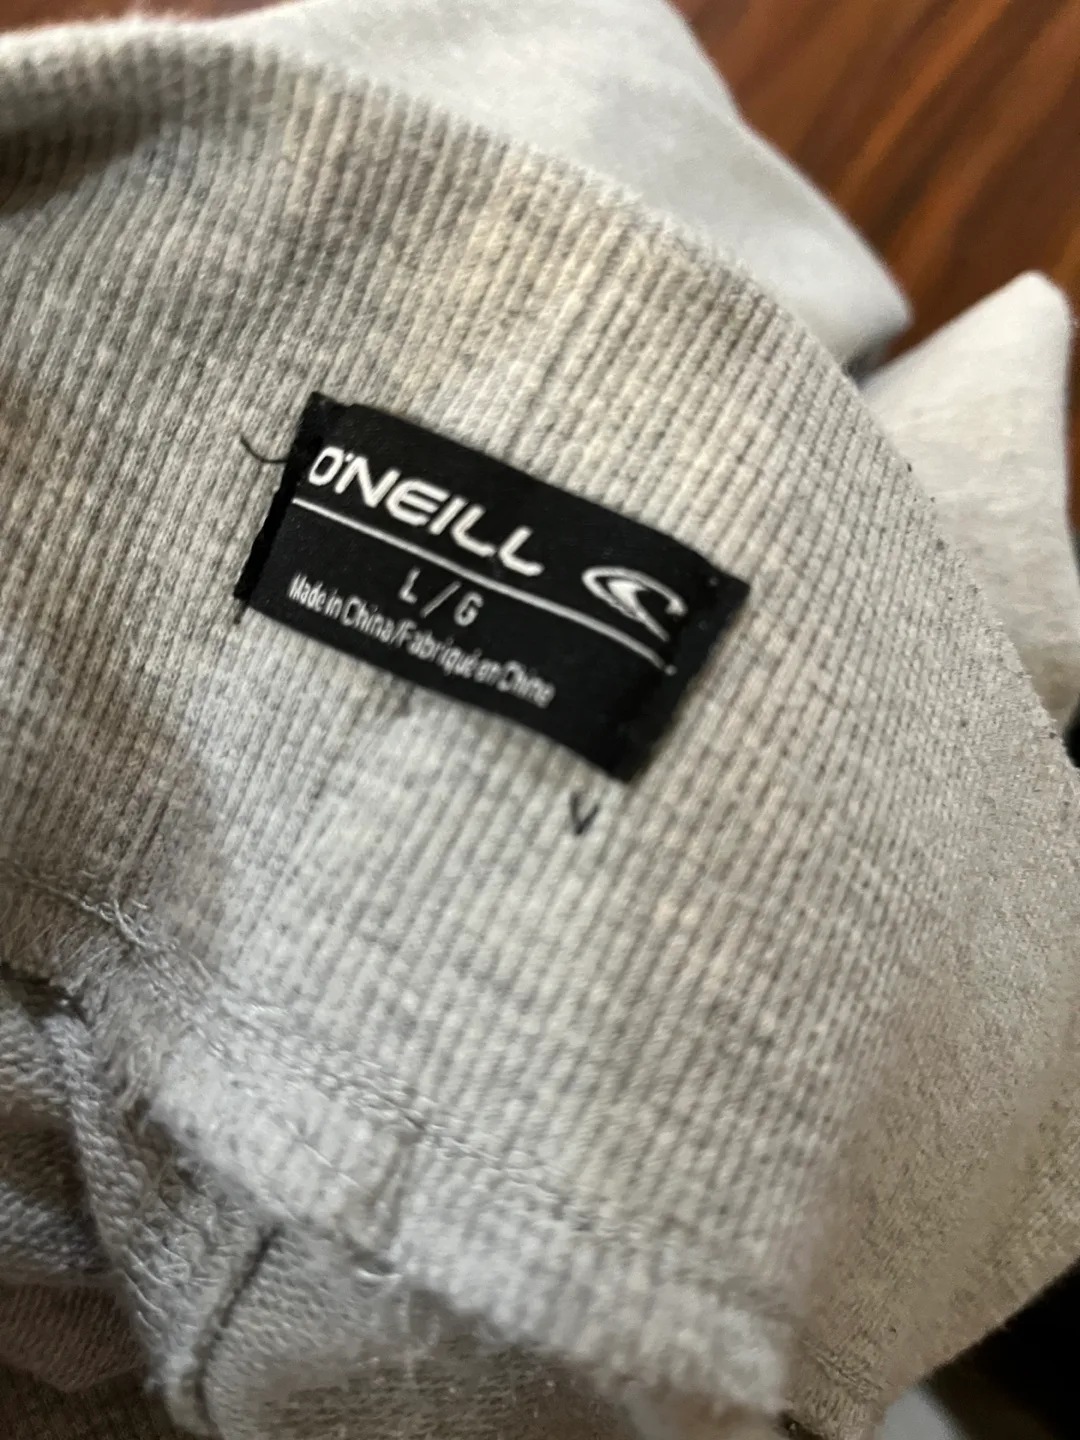 O'NEILL
L / G
Made in China/Fabriqué en Chine
V